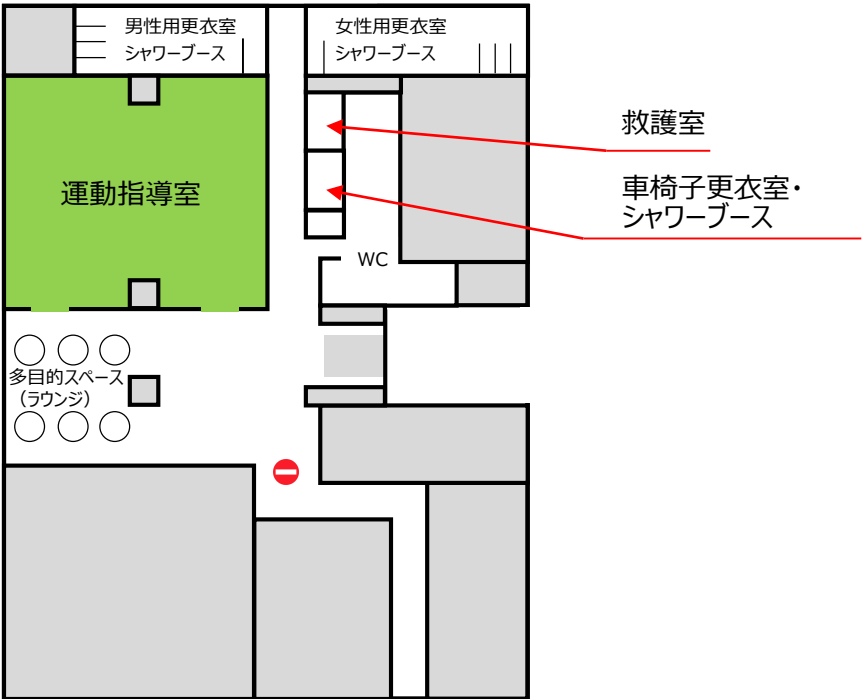 男性用更衣室
シャワーブース
女性用更衣室
シャワーブース
救護室
運動指導室
車椅子更衣室・
シャワーブース
WC
多目的スペース
（ラウンジ）